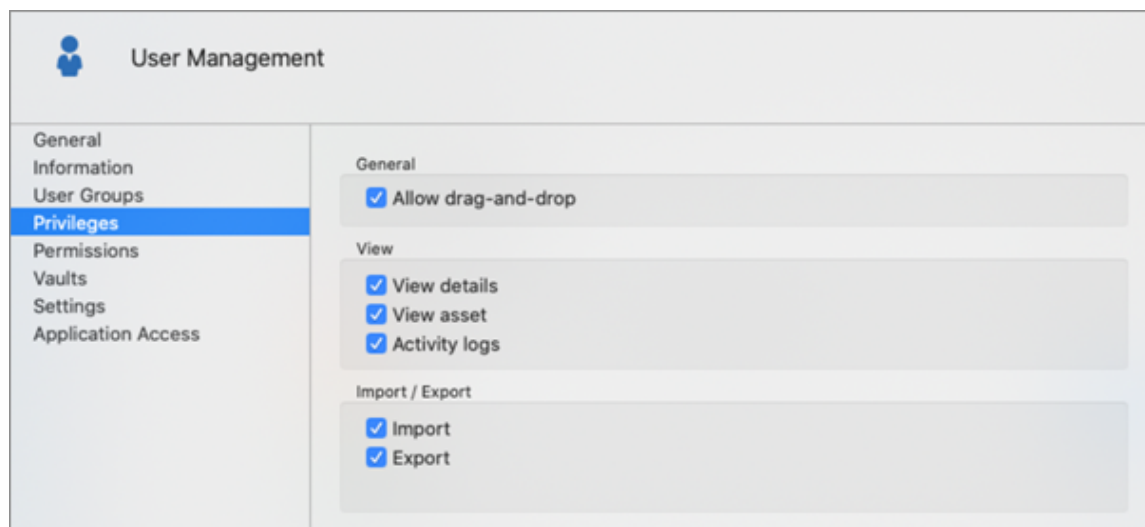 User Management
General
Information
User Groups
Privileges
Permissions
Vaults
Settings
Application Access
General
Allow drag-and-drop
View
View details
View asset
Activity logs
Import / Export
Import
Export